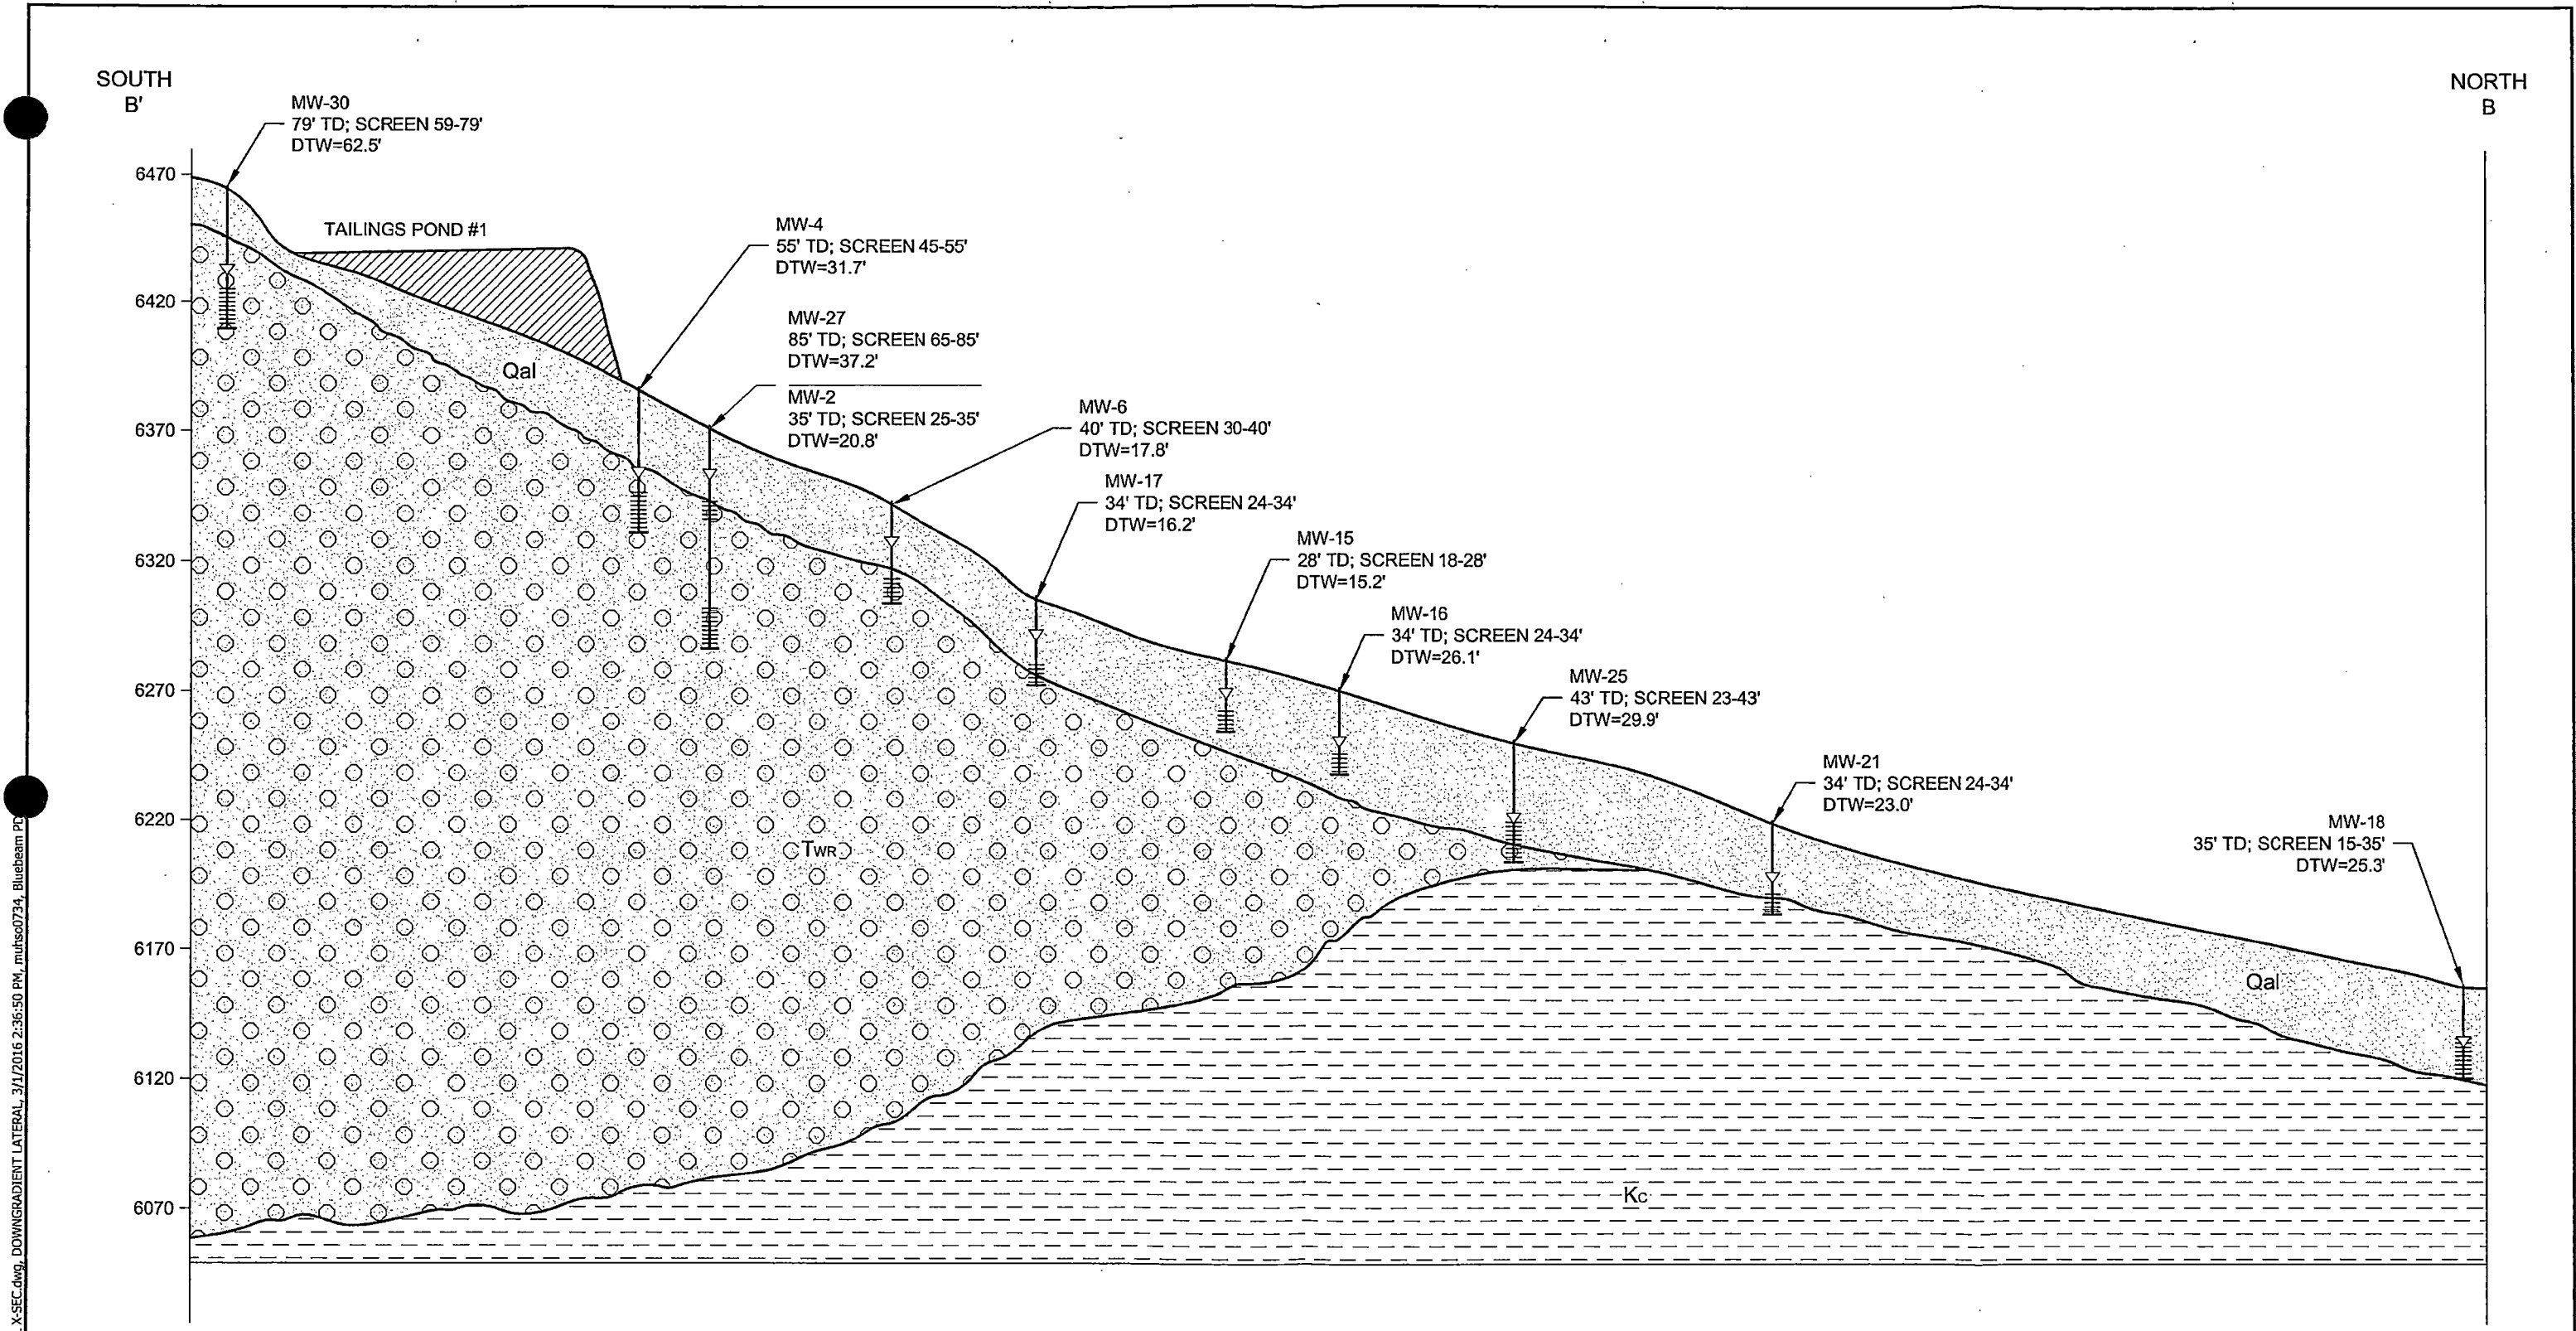 SOUTH
B'
NORTH
B
MW-30
79' TD; SCREEN 59-79'
DTW=62.5'
TAILINGS POND #1
MW-4
55' TD; SCREEN 45-55'
DTW=31.7'
MW-27
85' TD; SCREEN 65-85'
DTW=37.2'
MW-2
35' TD; SCREEN 25-35'
DTW=20.8'
MW-6
40' TD; SCREEN 30-40'
DTW=17.8'
MW-17
34' TD; SCREEN 24-34'
DTW=16.2'
MW-15
28' TD; SCREEN 18-28'
DTW=15.2'
MW-16
34' TD; SCREEN 24-34'
DTW=26.1'
MW-25
43' TD; SCREEN 23-43'
DTW=29.9'
MW-21
34' TD; SCREEN 24-34'
DTW=23.0'
MW-18
35' TD; SCREEN 15-35'
DTW=25.3'
6470
6420
6370
6320
6270
6220
6170
6120
6070
Qal
TWR
Qal
Kc
X-SEC.dwg, DOWNGRADIENT LATERAL, 3/1/2016 2:36:50 PM, muhso0734, Bluebeam PD